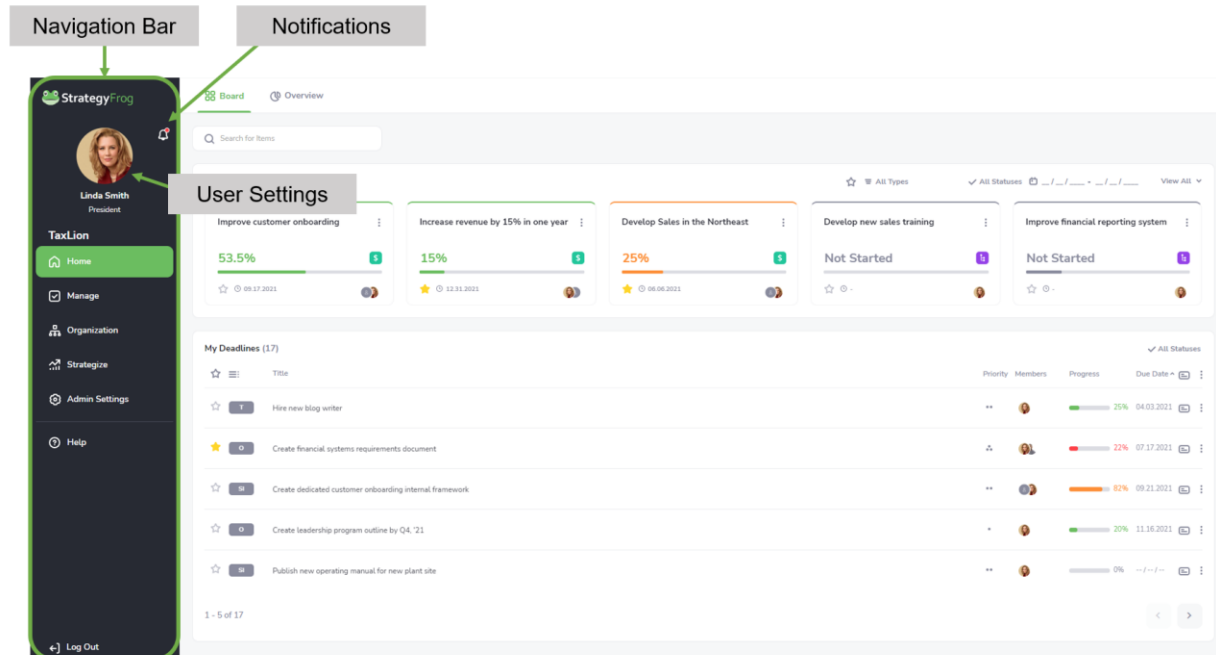 Navigation Bar
Notifications
StrategyFrog
Board
Overview
Search for Items
Linda Smith
President
User Settings
All Types
All Statuses
_/_/___ - _/_/___
View All
TaxLion
Home
Manage
Organization
Strategize
Admin Settings
Help
Log Out
Improve customer onboarding
53.5%
$
09.17.2021
Increase revenue by 15% in one year
15%
$
12.31.2021
Develop Sales in the Northeast
25%
$
06.06.2021
Develop new sales training
Not Started
-
Improve financial reporting system
Not Started
-
My Deadlines (17)
All Statuses
Title Priority Members Progress Due Date
T Hire new blog writer 25% 04.03.2021
O Create financial systems requirements document 22% 07.17.2021
SI Create dedicated customer onboarding internal framework 82% 09.21.2021
O Create leadership program outline by Q4, '21 20% 11.16.2021
SI Publish new operating manual for new plant site 0% --/--/--
1 - 5 of 17